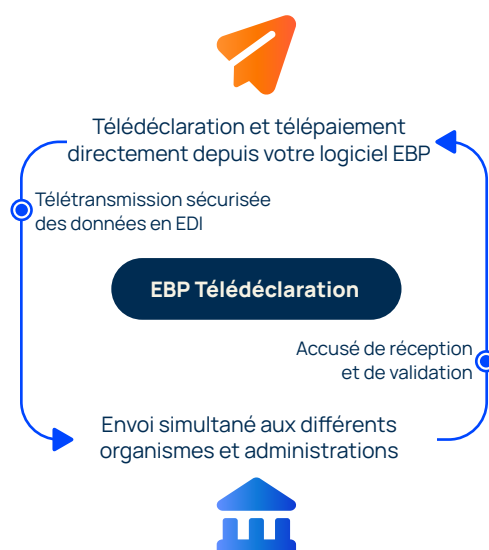 Télédéclaration et télépaiement
directement depuis votre logiciel EBP
Télétransmission sécurisée
des données en EDI
EBP Télédéclaration
Accusé de réception
et de validation
Envoi simultané aux différents
organismes et administrations